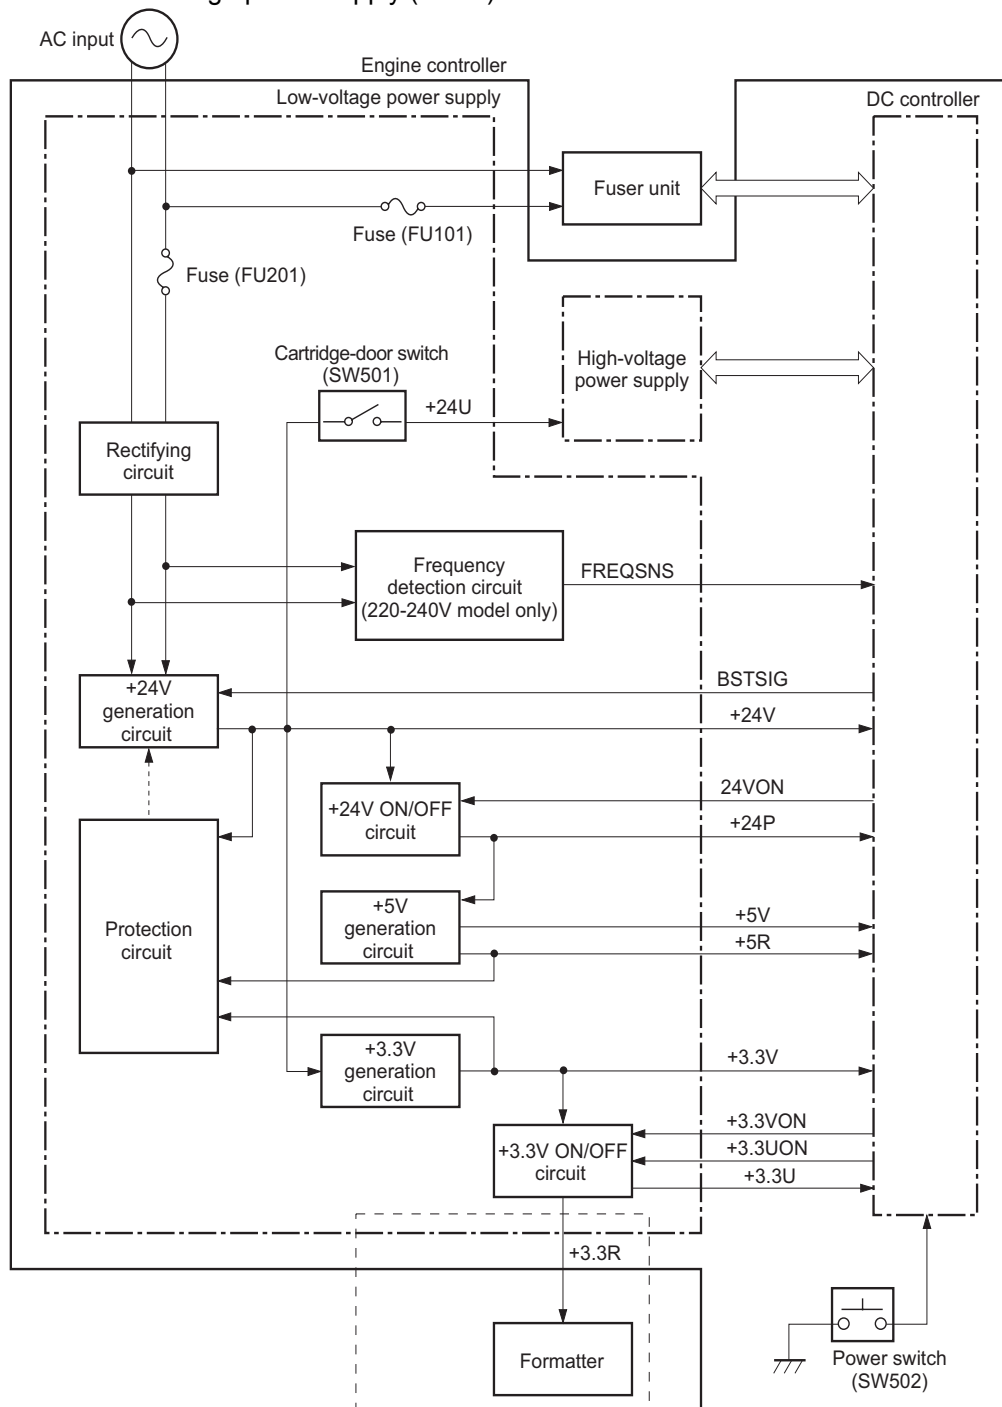 AC input
Engine controller
Low-voltage power supply
DC controller
Fuser unit
Fuse (FU101)
Fuse (FU201)
Cartridge-door switch
(SW501)
+24U
High-voltage
power supply
Rectifying
circuit
Frequency
detection circuit
(220-240V model only)
FREQSNS
+24V
generation
circuit
BSTSIG
+24V
+24V ON/OFF
circuit
24VON
+24P
Protection
circuit
+5V
generation
circuit
+5V
+5R
+3.3V
generation
circuit
+3.3V
+3.3V ON/OFF
circuit
+3.3VON
+3.3UON
+3.3U
+3.3R
Formatter
Power switch
(SW502)